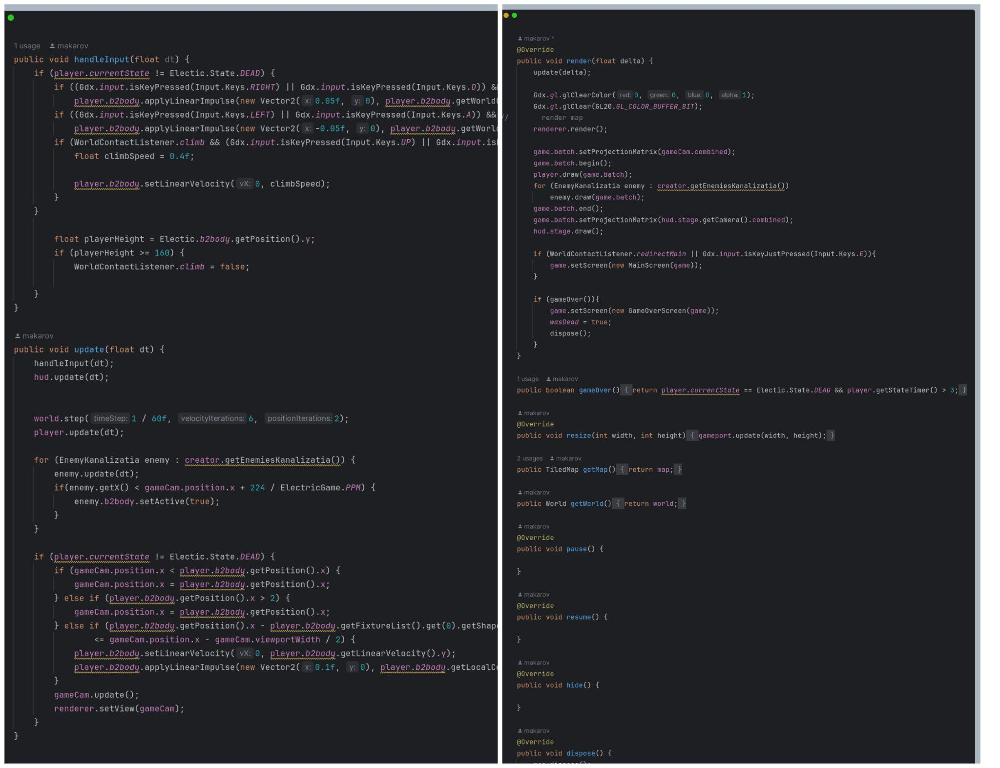 1 usage makarov
public void handleInput(float dt) {
if (player.currentState != Electic.State.DEAD) {
if ((Gdx.input.isKeyPressed(Input.Keys.RIGHT) || Gdx.input.isKeyPressed(Input.Keys.D)) &&
player.b2body.applyLinearImpulse(new Vector2( x: 0.05f, y: 0), player.b2body.getWorld
if ((Gdx.input.isKeyPressed(Input.Keys.LEFT) || Gdx.input.isKeyPressed(Input.Keys.A)) &&
player.b2body.applyLinearImpulse(new Vector2( x: -0.05f, y: 0), player.b2body.getWorl
if (WorldContactListener.climb && (Gdx.input.isKeyPressed(Input.Keys.UP) || Gdx.input.is
float climbSpeed = 0.4f;
player.b2body.setLinearVelocity( vX: 0, climbSpeed);
}
}
float playerHeight = Electic.b2body.getPosition().y;
if (playerHeight >= 160) {
WorldContactListener.climb = false;
}
}
makarov
public void update(float dt) {
handleInput(dt);
hud.update(dt);
world.step( timeStep: 1 / 60f, velocityIterations: 6, positionIterations: 2);
player.update(dt);
for (EnemyKanalizatia enemy : creator.getEnemiesKanalizatia()) {
enemy.update(dt);
if(enemy.getX() < gameCam.position.x + 224 / ElectricGame.PPM) {
enemy.b2body.setActive(true);
}
}
if (player.currentState != Electic.State.DEAD) {
if (gameCam.position.x < player.b2body.getPosition().x) {
gameCam.position.x = player.b2body.getPosition().x;
} else if (player.b2body.getPosition().x > 2) {
gameCam.position.x = player.b2body.getPosition().x;
} else if (player.b2body.getPosition().x - player.b2body.getFixtureList().get(0).getShap
<= gameCam.position.x - gameCam.viewportWidth / 2) {
player.b2body.setLinearVelocity( vX: 0, player.b2body.getLinearVelocity().y);
player.b2body.applyLinearImpulse(new Vector2( x: 0.1f, y: 0), player.b2body.getLocalCe
}
gameCam.update();
renderer.setView(gameCam);
}
}
makarov *
@Override
public void render(float delta) {
update(delta);
Gdx.gl.glClearColor( red: 0, green: 0, blue: 0, alpha: 1);
Gdx.gl.glClear(GL20.GL_COLOR_BUFFER_BIT);
// render map
renderer.render();
game.batch.setProjectionMatrix(gameCam.combined);
game.batch.begin();
player.draw(game.batch);
for (EnemyKanalizatia enemy : creator.getEnemiesKanalizatia())
enemy.draw(game.batch);
game.batch.end();
game.batch.setProjectionMatrix(hud.stage.getCamera().combined);
hud.stage.draw();
if (WorldContactListener.redirectMain || Gdx.input.isKeyJustPressed(Input.Keys.E)){
game.setScreen(new MainScreen(game));
}
if (gameOver()){
game.setScreen(new GameOverScreen(game));
wasDead = true;
dispose();
}
}
1 usage makarov
public boolean gameOver() { return player.currentState == Electic.State.DEAD && player.getStateTimer() > 3; }
makarov
@Override
public void resize(int width, int height) { gameport.update(width, height); }
2 usages makarov
public TiledMap getMap() { return map; }
makarov
public World getWorld() { return world; }
makarov
@Override
public void pause() {
}
makarov
@Override
public void resume() {
}
makarov
@Override
public void hide() {
}
makarov
@Override
public void dispose() {